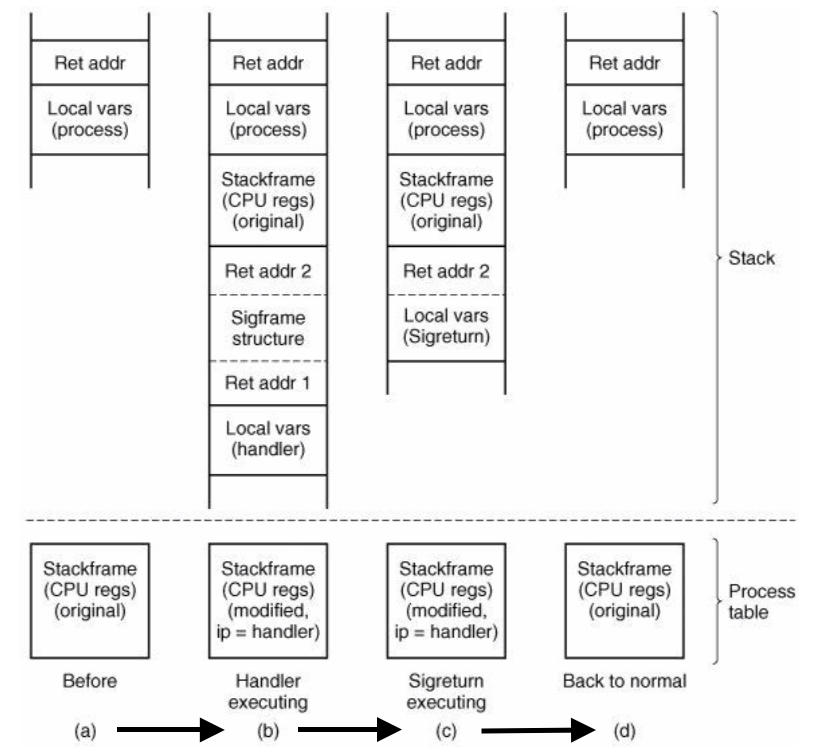 Ret addr
Local vars
(process)
Ret addr
Local vars
(process)
Stackframe
(CPU regs)
(original)
Ret addr 2
Sigframe
structure
Ret addr 1
Local vars
(handler)
Ret addr
Local vars
(process)
Stackframe
(CPU regs)
(original)
Ret addr 2
Local vars
(Sigreturn)
Ret addr
Local vars
(process)
Stack
Stackframe
(CPU regs)
(original)
Stackframe
(CPU regs)
(modified,
ip = handler)
Stackframe
(CPU regs)
(modified,
ip = handler)
Stackframe
(CPU regs)
(original)
Process
table
Before
Handler
executing
Sigreturn
executing
Back to normal
(a)
(b)
(c)
(d)